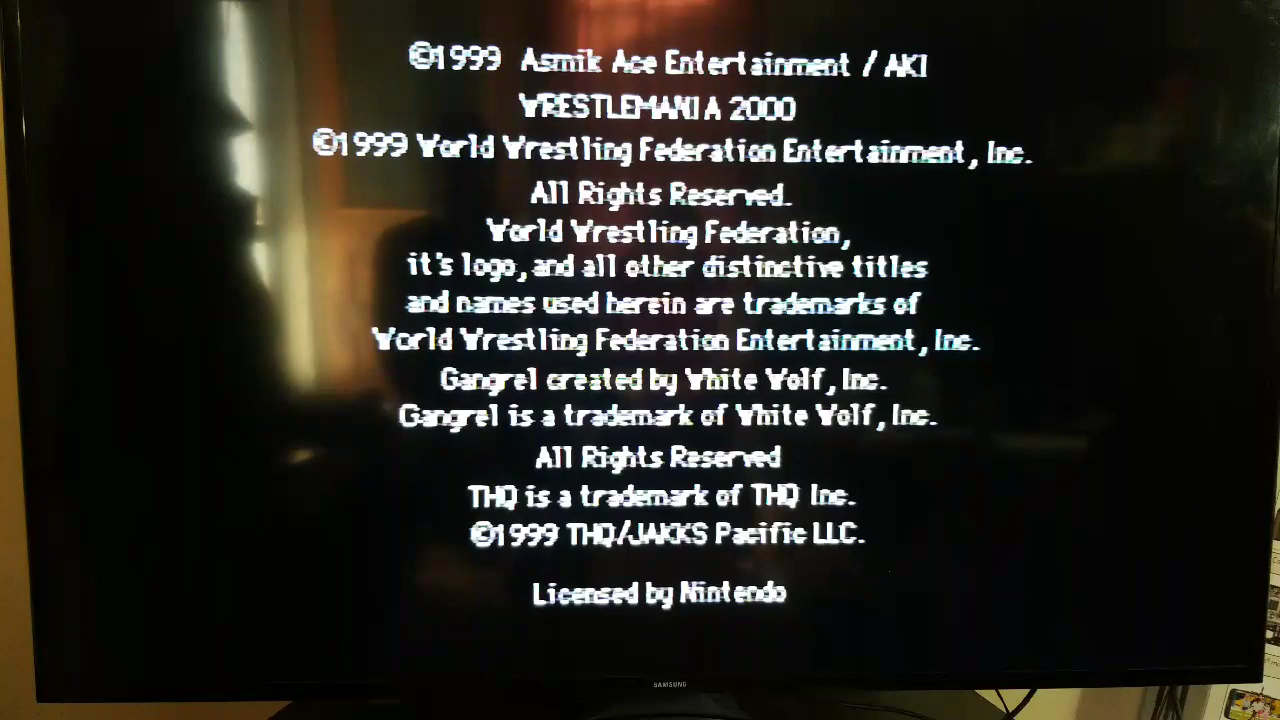 ©1999 Asmik Ace Entertainment / AKI
WRESTLEMANIA 2000
©1999 World Wrestling Federation Entertainment, Inc.
All Rights Reserved.
World Wrestling Federation,
it's logo, and all other distinctive titles
and names used herein are trademarks of
World Wrestling Federation Entertainment, Inc.
Gangrel created by White Wolf, Inc.
Gangrel is a trademark of White Wolf, Inc.
All Rights Reserved
THQ is a trademark of THQ Inc.
©1999 THQ/JAKKS Pacific LLC.
Licensed by Nintendo
SAMSUNG